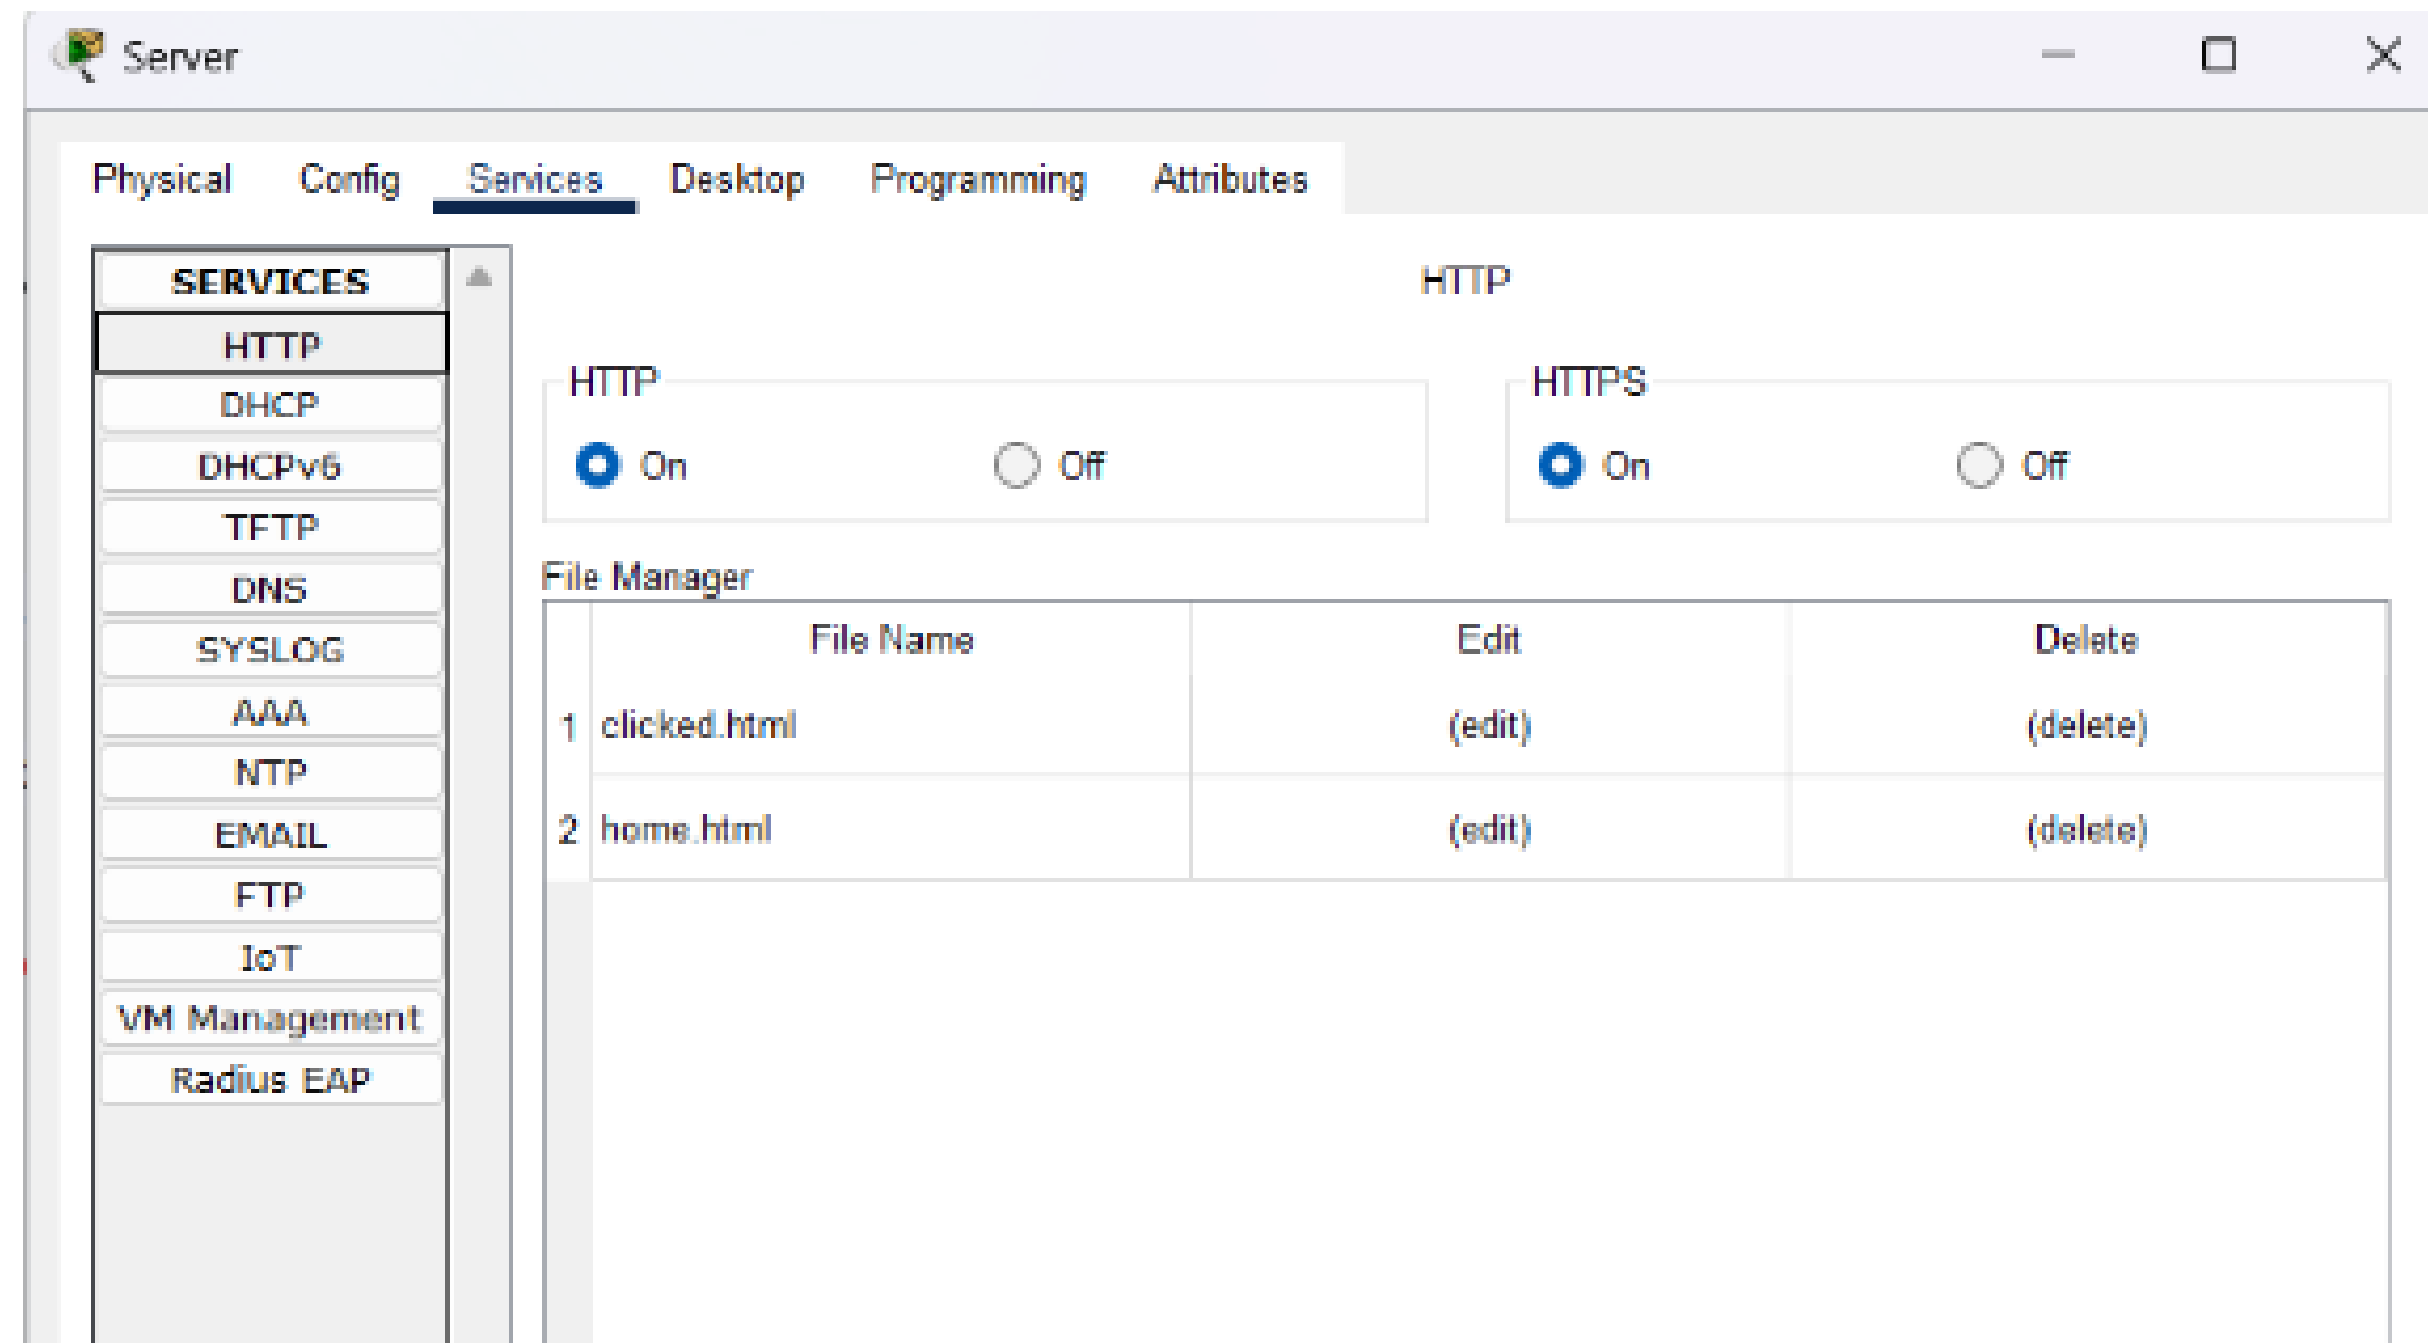 Server
Physical Config Services Desktop Programming Attributes
SERVICES
HTTP
DHCP
DHCPv6
TFTP
DNS
SYSLOG
AAA
NTP
EMAIL
FTP
IoT
VM Management
Radius EAP
HTTP
HTTP
On Off
HTTPS
On Off
File Manager
File Name Edit Delete
1 clicked.html (edit) (delete)
2 home.html (edit) (delete)